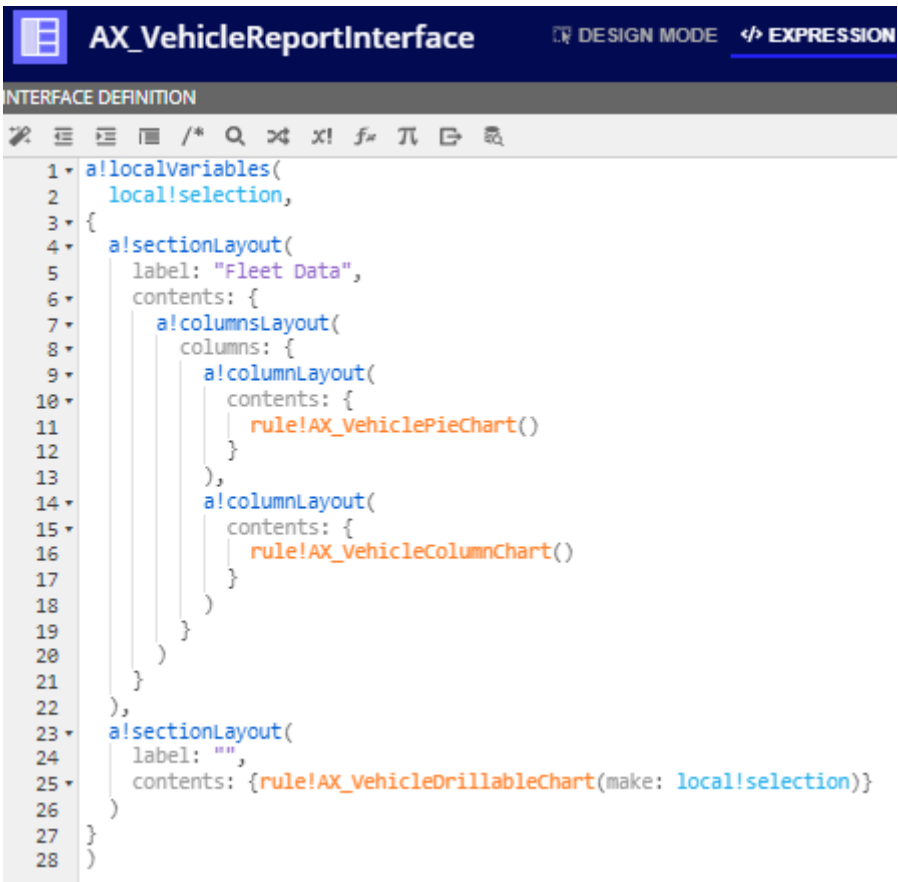 AX_VehicleReportInterface DESIGN MODE </> EXPRESSION
INTERFACE DEFINITION
/* x! f= π
1 a!localVariables(
2 local!selection,
3 {
4 a!sectionLayout(
5 label: "Fleet Data",
6 contents: {
7 a!columnsLayout(
8 columns: {
9 a!columnLayout(
10 contents: {
11 rule!AX_VehiclePieChart()
12 }
13 ),
14 a!columnLayout(
15 contents: {
16 rule!AX_VehicleColumnChart()
17 }
18 )
19 }
20 )
21 }
22 ),
23 a!sectionLayout(
24 label: "",
25 contents: {rule!AX_VehicleDrillableChart(make: local!selection)}
26 )
27 }
28 )